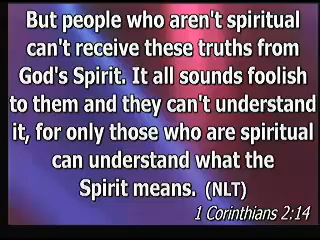 But people who aren't spiritual
can't receive these truths from
God's Spirit. It all sounds foolish
to them and they can't understand
it, for only those who are spiritual
can understand what the
Spirit means. (NLT)
1 Corinthians 2:14